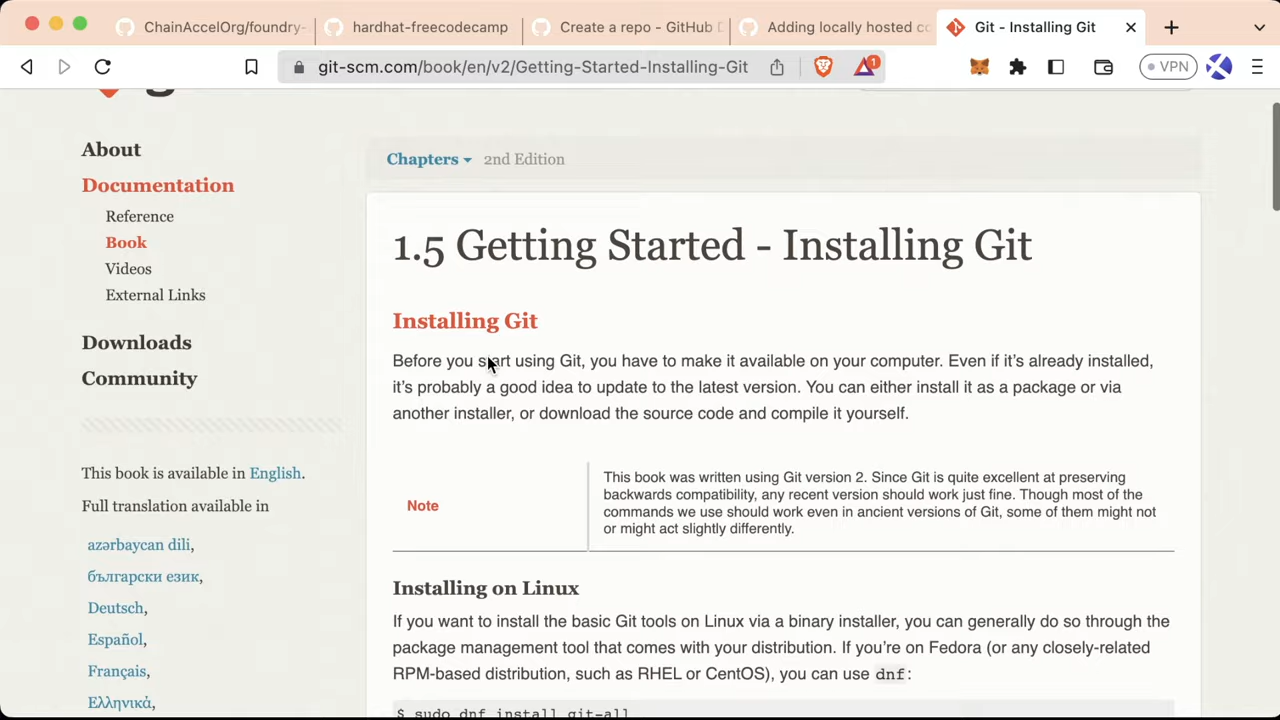 ChainAccelOrg/foundry-
hardhat-freecodecamp
Create a repo - GitHub D
Adding locally hosted co
Git - Installing Git
git-scm.com/book/en/v2/Getting-Started-Installing-Git
1
VPN
About
Documentation
Reference
Book
Videos
External Links
Downloads
Community
This book is available in English.
Full translation available in
azərbaycan dili,
български език,
Deutsch,
Español,
Français,
Ελληνικά,
Chapters 2nd Edition
1.5 Getting Started - Installing Git
Installing Git
Before you start using Git, you have to make it available on your computer. Even if it's already installed,
it's probably a good idea to update to the latest version. You can either install it as a package or via
another installer, or download the source code and compile it yourself.
Note
This book was written using Git version 2. Since Git is quite excellent at preserving
backwards compatibility, any recent version should work just fine. Though most of the
commands we use should work even in ancient versions of Git, some of them might not
or might act slightly differently.
Installing on Linux
If you want to install the basic Git tools on Linux via a binary installer, you can generally do so through the
package management tool that comes with your distribution. If you're on Fedora (or any closely-related
RPM-based distribution, such as RHEL or CentOS), you can use dnf:
$ sudo dnf install git-all